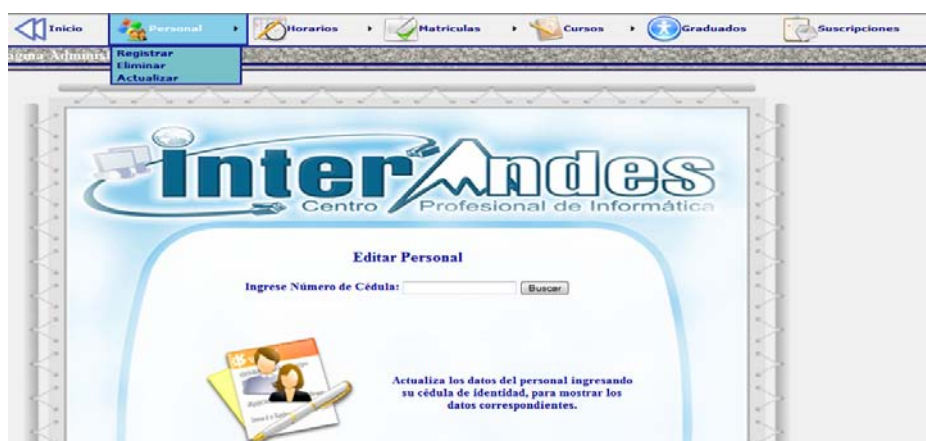 Inicio Personal Horarios Matrículas Cursos Graduados Suscripciones
Registrar
Eliminar
Actualizar
InterAndes
Centro Profesional de Informática
Editar Personal
Ingrese Número de Cédula: Buscar
Actualiza los datos del personal ingresando
su cédula de identidad, para mostrar los
datos correspondientes.